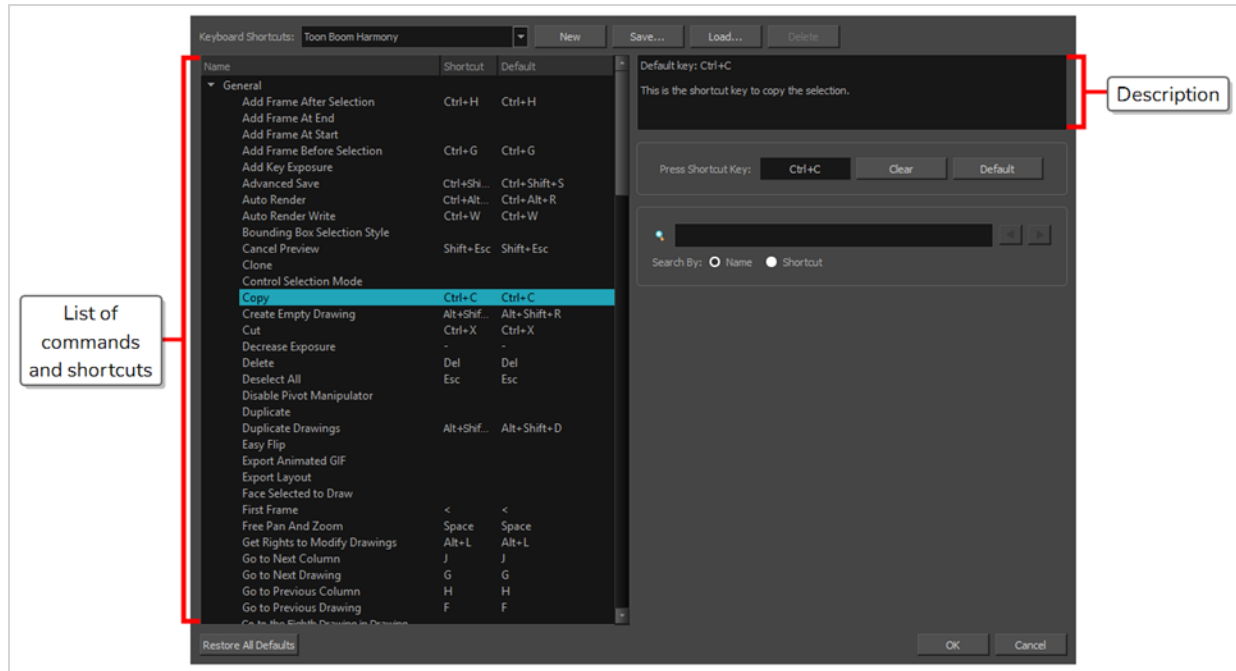 Keyboard Shortcuts: Toon Boom Harmony New Save... Load... Delete
Name Shortcut Default
General
Add Frame After Selection Ctrl+H Ctrl+H
Add Frame At End
Add Frame At Start
Add Frame Before Selection Ctrl+G Ctrl+G
Add Key Exposure
Advanced Save Ctrl+Shi... Ctrl+Shift+S
Auto Render Ctrl+Alt... Ctrl+Alt+R
Auto Render Write Ctrl+W Ctrl+W
Bounding Box Selection Style
Cancel Preview Shift+Esc Shift+Esc
Clone
Control Selection Mode
Copy Ctrl+C Ctrl+C
Create Empty Drawing Alt+Shif... Alt+Shift+R
Cut Ctrl+X Ctrl+X
Decrease Exposure - -
Delete Del Del
Deselect All Esc Esc
Disable Pivot Manipulator
Duplicate
Duplicate Drawings Alt+Shif... Alt+Shift+D
Easy Flip
Export Animated GIF
Export Layout
Face Selected to Draw
First Frame < <
Free Pan And Zoom Space Space
Get Rights to Modify Drawings Alt+L Alt+L
Go to Next Column J J
Go to Next Drawing G G
Go to Previous Column H H
Go to Previous Drawing F F
Go to the Eighth Drawing in Drawing
Default key: Ctrl+C
This is the shortcut key to copy the selection.
Press Shortcut Key: Ctrl+C Clear Default
Search By: Name Shortcut
Restore All Defaults OK Cancel
List of
commands
and shortcuts
Description